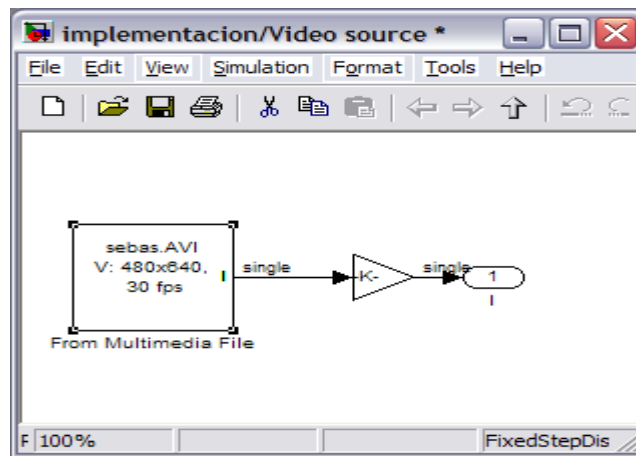 implementacion/Video source *
File Edit View Simulation Format Tools Help
sebas.AVI
V: 480x640,
30 fps
I
single
-K-
single
1
I
From Multimedia File
F 100% FixedStepDis